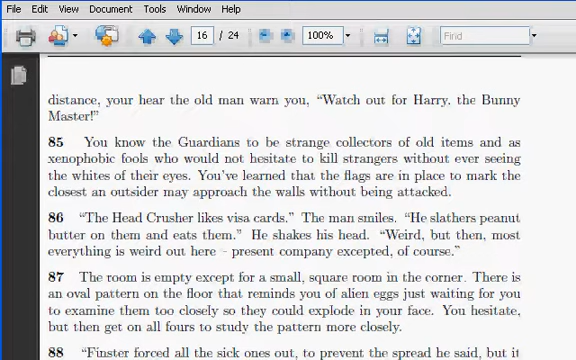 File Edit View Document Tools Window Help
16 / 24 100% Find
distance, your hear the old man warn you, “Watch out for Harry, the Bunny
Master!”
85 You know the Guardians to be strange collectors of old items and as
xenophobic fools who would not hesitate to kill strangers without ever seeing
the whites of their eyes. You’ve learned that the flags are in place to mark the
closest an outsider may approach the walls without being attacked.
86 “The Head Crusher likes visa cards.” The man smiles. “He slathers peanut
butter on them and eats them.” He shakes his head. “Weird, but then, most
everything is weird out here – present company excepted, of course.”
87 The room is empty except for a small, square room in the corner. There is
an oval pattern on the floor that reminds you of alien eggs just waiting for you
to examine them too closely so they could explode in your face. You hesitate,
but then get on all fours to study the pattern more closely.
88 “Finster forced all the sick ones out, to prevent the spread he said, but it